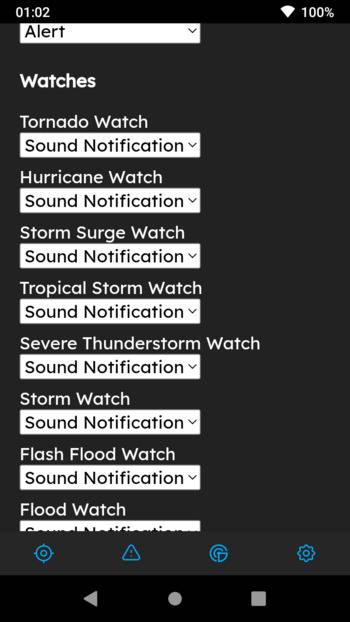 01:02
100%
Alert
Watches
Tornado Watch
Sound Notification
Hurricane Watch
Sound Notification
Storm Surge Watch
Sound Notification
Tropical Storm Watch
Sound Notification
Severe Thunderstorm Watch
Sound Notification
Storm Watch
Sound Notification
Flash Flood Watch
Sound Notification
Flood Watch
Sound Notification